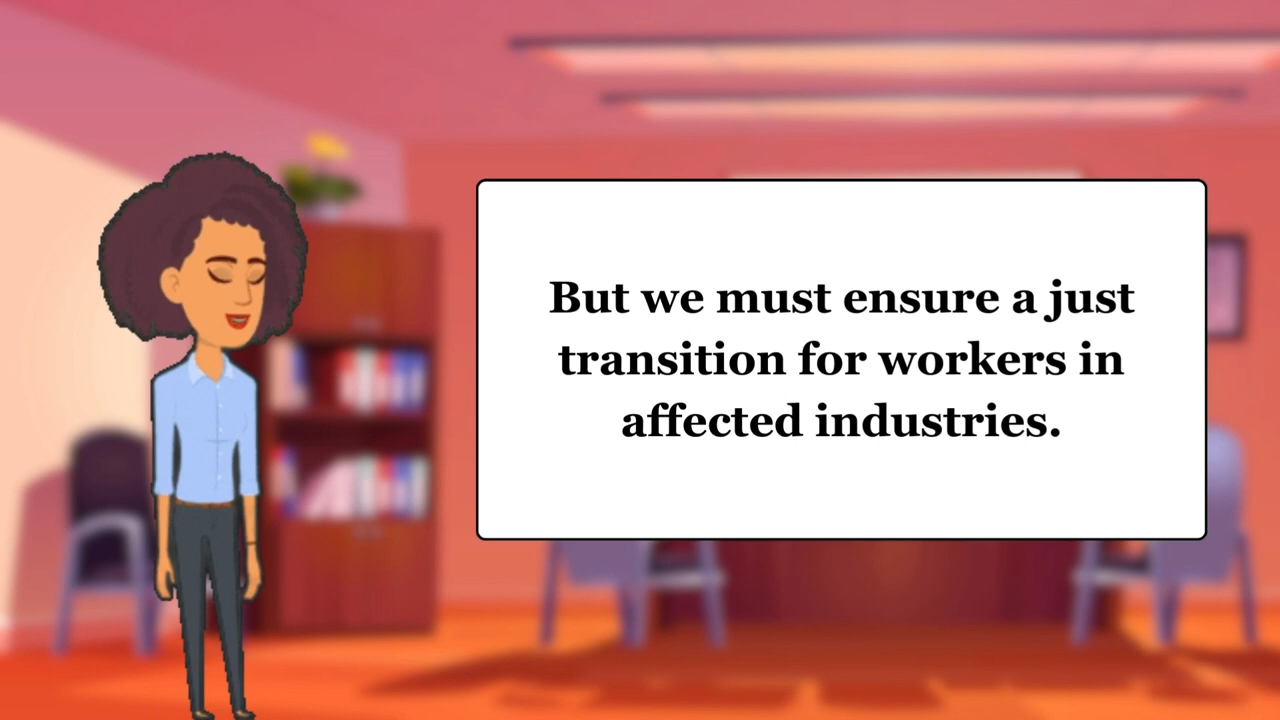 But we must ensure a just
transition for workers in
affected industries.